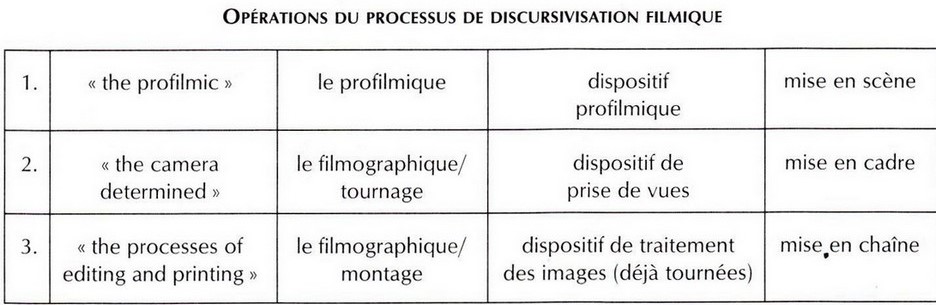 OPÉRATIONS DU PROCESSUS DE DISCURSIVISATION FILMIQUE
1. « the profilmic » le profilmique dispositif profilmique mise en scène
2. « the camera determined » le filmographique/ tournage dispositif de prise de vues mise en cadre
3. « the processes of editing and printing » le filmographique/ montage dispositif de traitement des images (déjà tournées) mise en chaîne